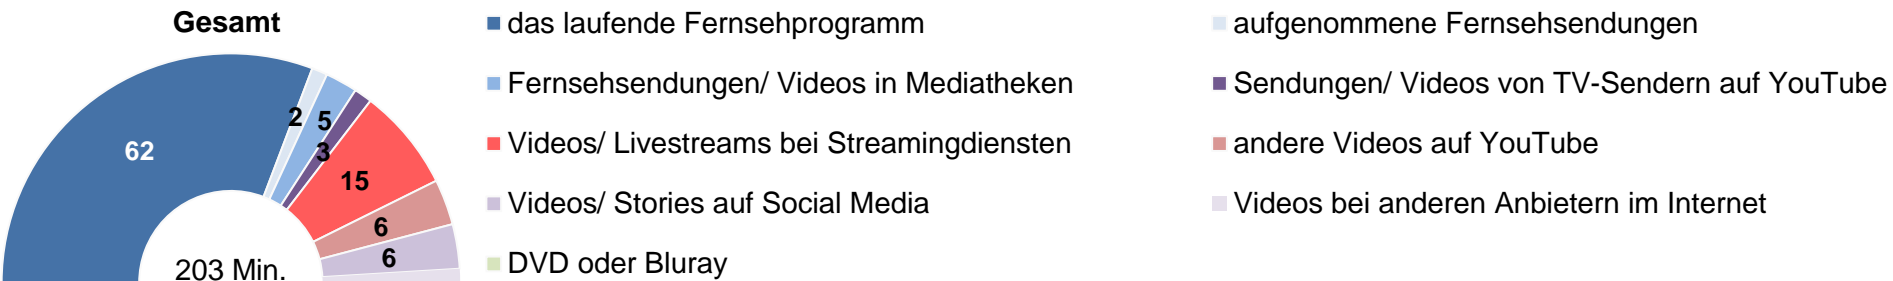 Gesamt
das laufende Fernsehprogramm
aufgenommene Fernsehsendungen
Fernsehsendungen/ Videos in Mediatheken
Sendungen/ Videos von TV-Sendern auf YouTube
Videos/ Livestreams bei Streamingdiensten
andere Videos auf YouTube
Videos/ Stories auf Social Media
Videos bei anderen Anbietern im Internet
DVD oder Bluray
62
2
5
3
15
6
6
203 Min.